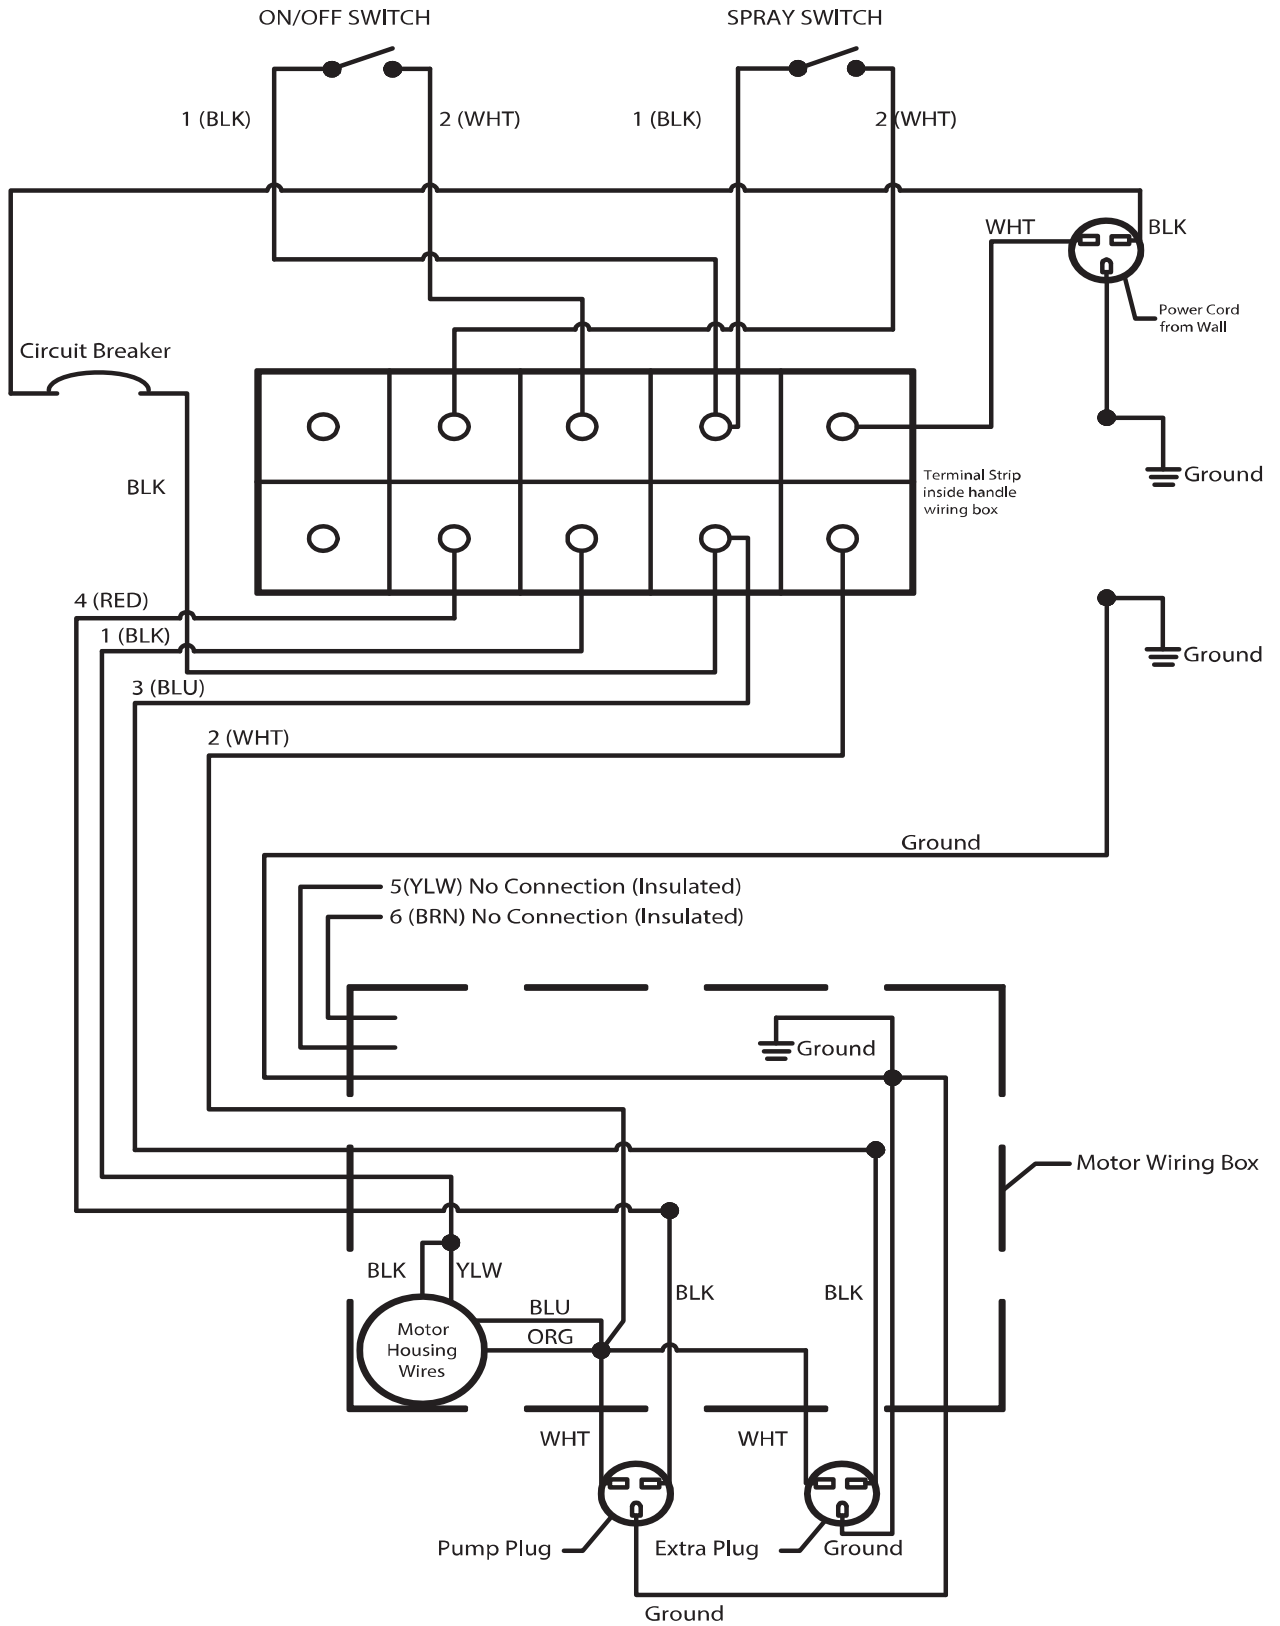 ON/OFF SWITCH
SPRAY SWITCH
1 (BLK)
2 (WHT)
1 (BLK)
2 (WHT)
WHT
BLK
Power Cord
from Wall
Circuit Breaker
BLK
Terminal Strip
inside handle
wiring box
Ground
4 (RED)
1 (BLK)
Ground
3 (BLU)
2 (WHT)
Ground
5(YLW) No Connection (Insulated)
6 (BRN) No Connection (Insulated)
Ground
Motor Wiring Box
BLK
YLW
BLK
BLK
BLU
ORG
Motor
Housing
Wires
WHT
WHT
Pump Plug
Extra Plug
Ground
Ground